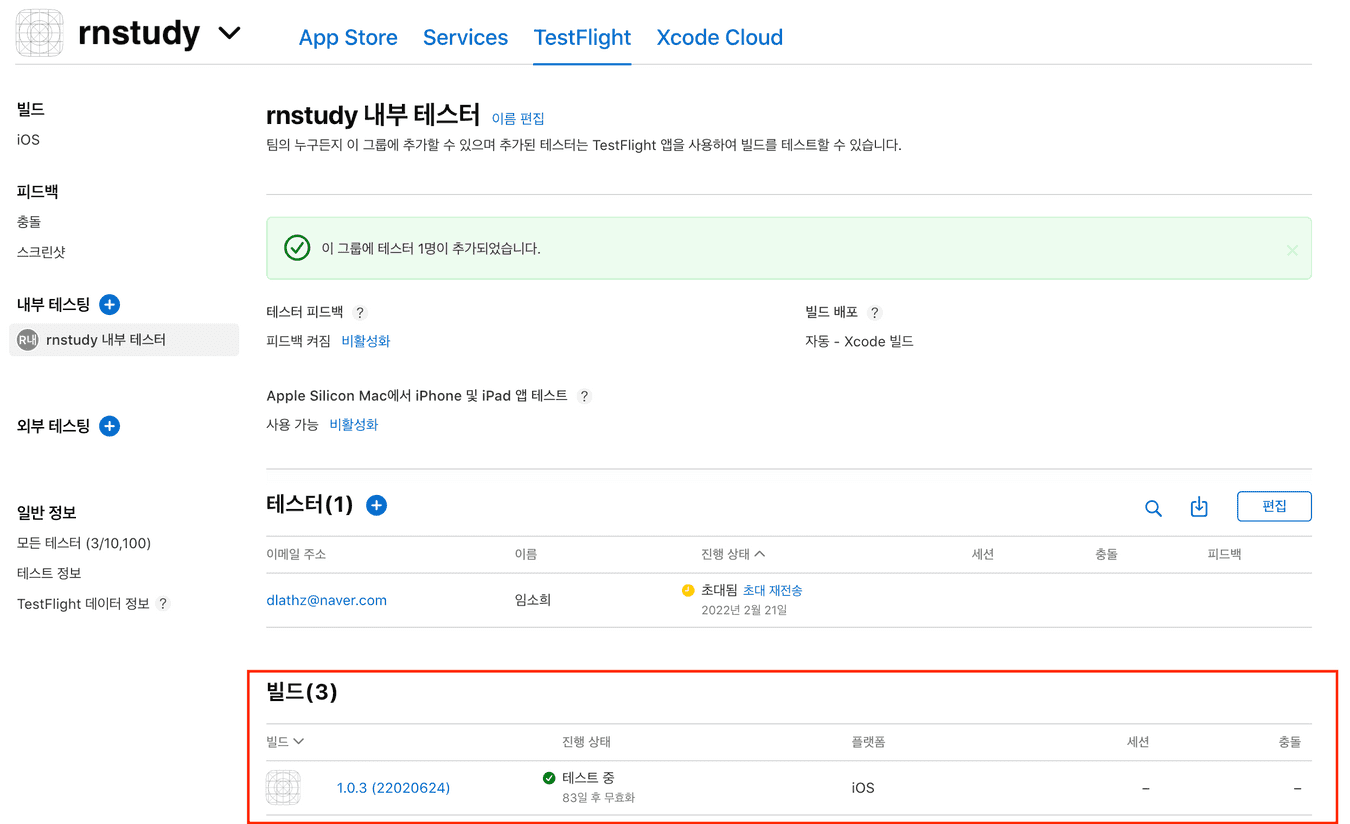 rnstudy
App Store Services TestFlight Xcode Cloud
빌드
iOS
피드백
충돌
스크린샷
내부 테스팅
R내 rnstudy 내부 테스터
외부 테스팅
일반 정보
모든 테스터 (3/10,100)
테스트 정보
TestFlight 데이터 정보 ?
rnstudy 내부 테스터 이름 편집
팀의 누구든지 이 그룹에 추가할 수 있으며 추가된 테스터는 TestFlight 앱을 사용하여 빌드를 테스트할 수 있습니다.
이 그룹에 테스터 1명이 추가되었습니다.
테스터 피드백 ?
피드백 켜짐 비활성화
빌드 배포 ?
자동 - Xcode 빌드
Apple Silicon Mac에서 iPhone 및 iPad 앱 테스트 ?
사용 가능 비활성화
테스터(1)
편집
이메일 주소 이름 진행 상태 세션 충돌 피드백
dlathz@naver.com 임소희 초대됨 초대 재전송
2022년 2월 21일
빌드(3)
빌드 진행 상태 플랫폼 세션 충돌
1.0.3 (22020624) 테스트 중 iOS – –
83일 후 무효화